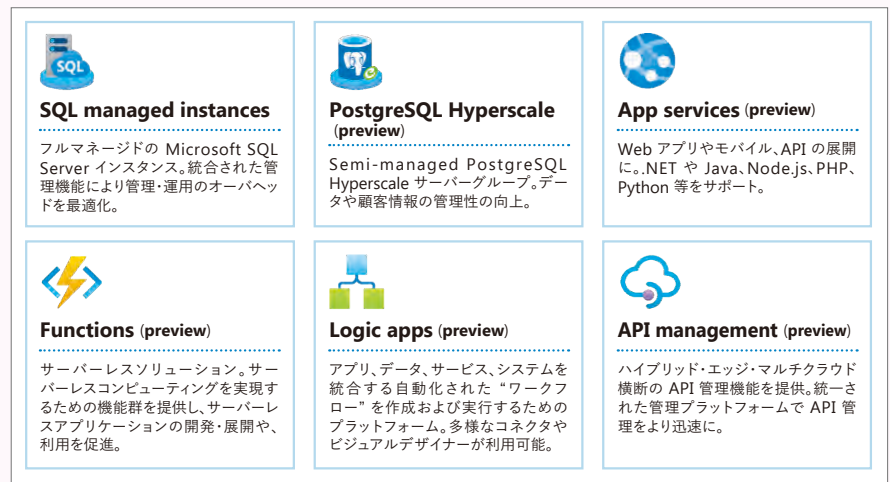 SQL
SQL managed instances
フルマネージドの Microsoft SQL
Server インスタンス。統合された管
理機能により管理・運用のオーバヘッ
ドを最適化。
PostgreSQL Hyperscale
(preview)
Semi-managed PostgreSQL
Hyperscale サーバーグループ。デー
タや顧客情報の管理性の向上。
App services (preview)
Web アプリやモバイル、API の展開
に。.NET や Java、Node.js、PHP、
Python 等をサポート。
Functions (preview)
サーバーレスソリューション。サー
バーレスコンピューティングを実現す
るための機能群を提供し、サーバーレ
スアプリケーションの開発・展開や、
利用を促進。
Logic apps (preview)
アプリ、データ、サービス、システムを
統合する自動化された “ワークフ
ロー” を作成および実行するための
プラットフォーム。多様なコネクタや
ビジュアルデザイナーが利用可能。
API management (preview)
ハイブリッド・エッジ・マルチクラウド
横断の API 管理機能を提供。統一さ
れた管理プラットフォームで API 管
理をより迅速に。